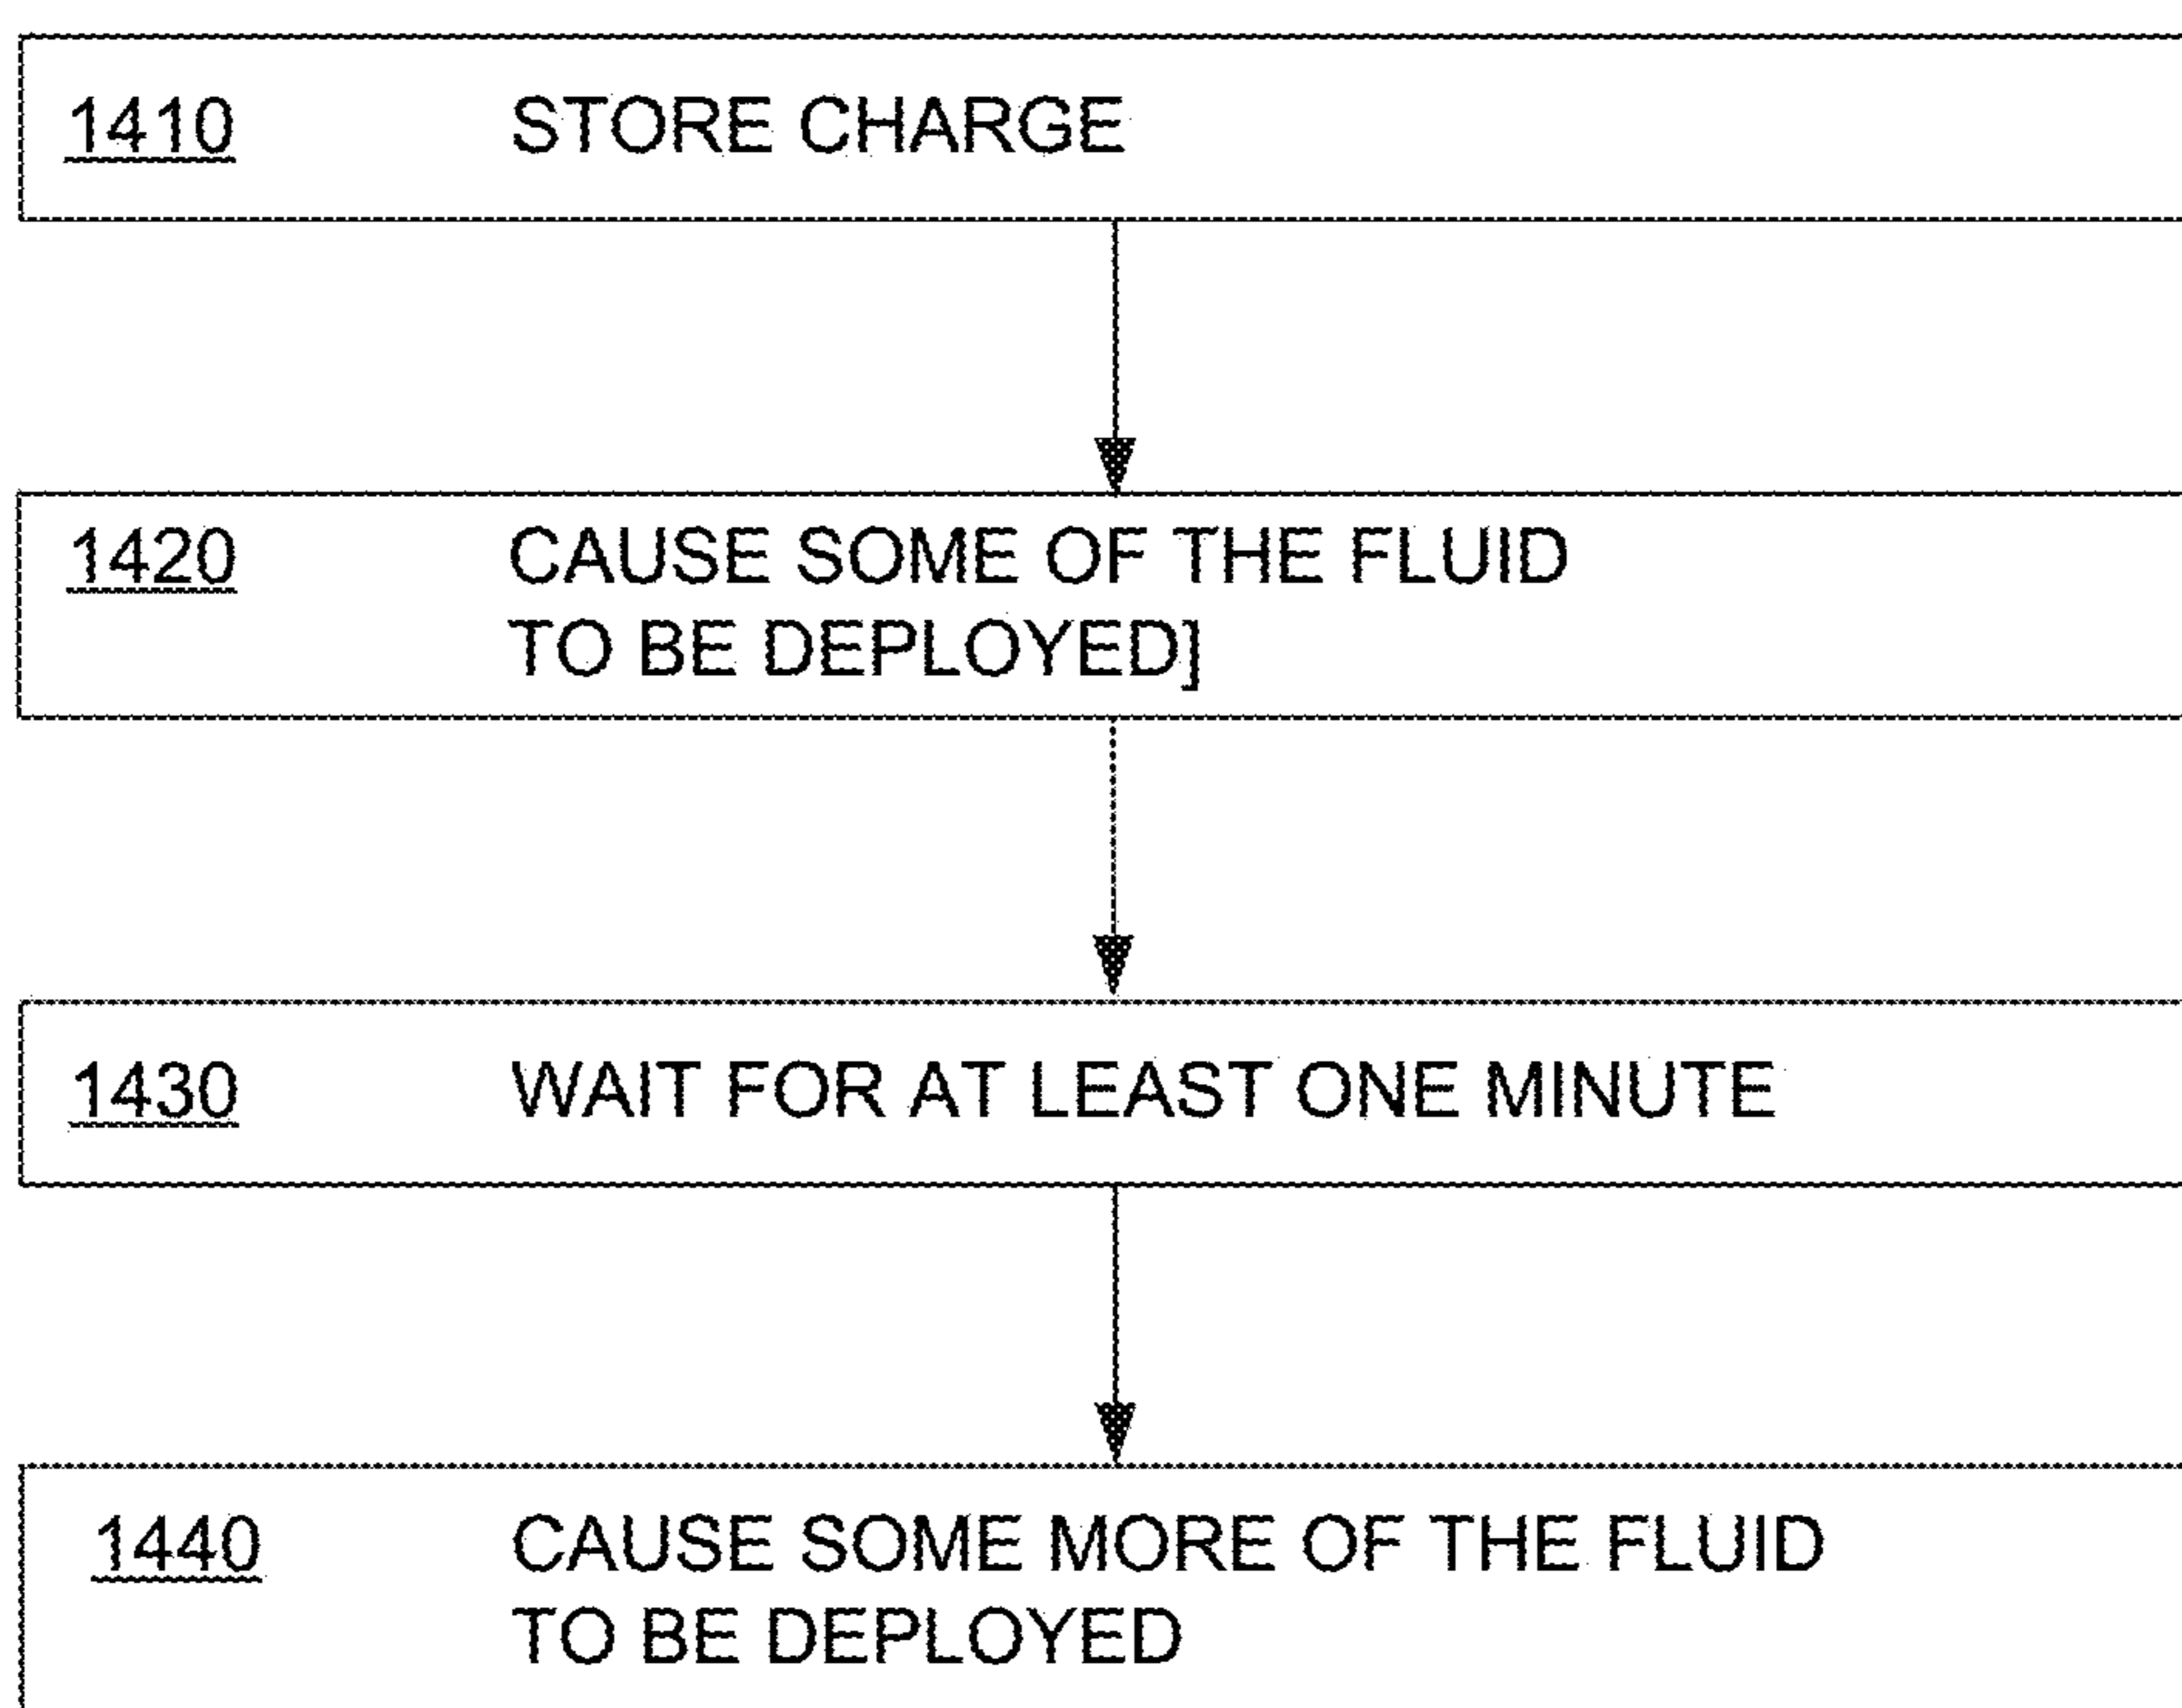 1410 STORE CHARGE
1420 CAUSE SOME OF THE FLUID
TO BE DEPLOYED]
1430 WAIT FOR AT LEAST ONE MINUTE
1440 CAUSE SOME MORE OF THE FLUID
TO BE DEPLOYED